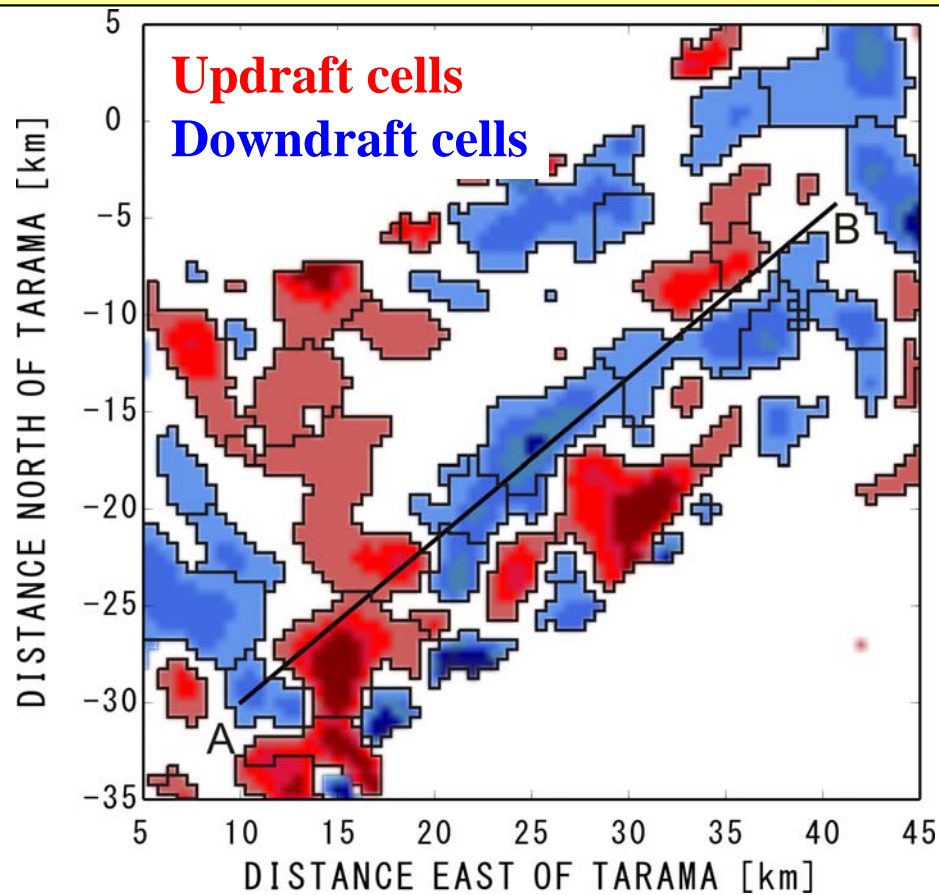 Updraft cells
Downdraft cells
DISTANCE NORTH OF TARAMA [km]
5
0
-5
-10
-15
-20
-25
-30
-35
B
A
5 10 15 20 25 30 35 40 45
DISTANCE EAST OF TARAMA [km]